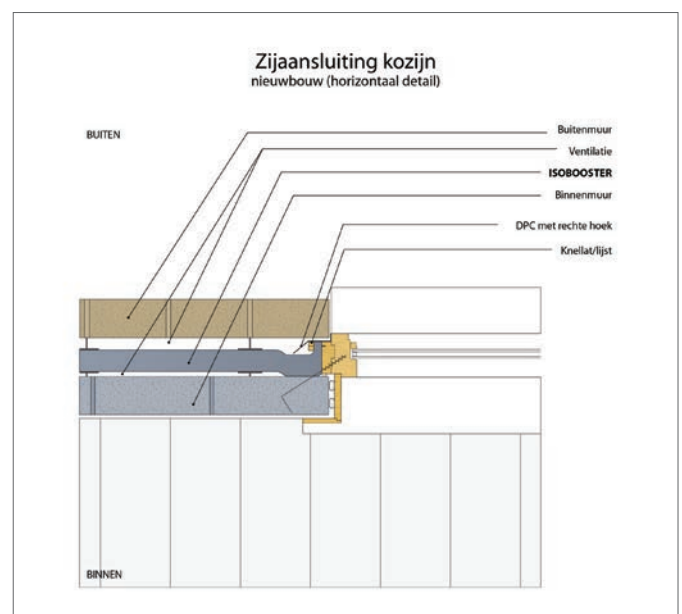 Zijaansluiting kozijn
nieuwbouw (horizontaal detail)
BUITEN
Buitenmuur
Ventilatie
ISOBOOSTER
Binnenmuur
DPC met rechte hoek
Knellat/lijst
BINNEN